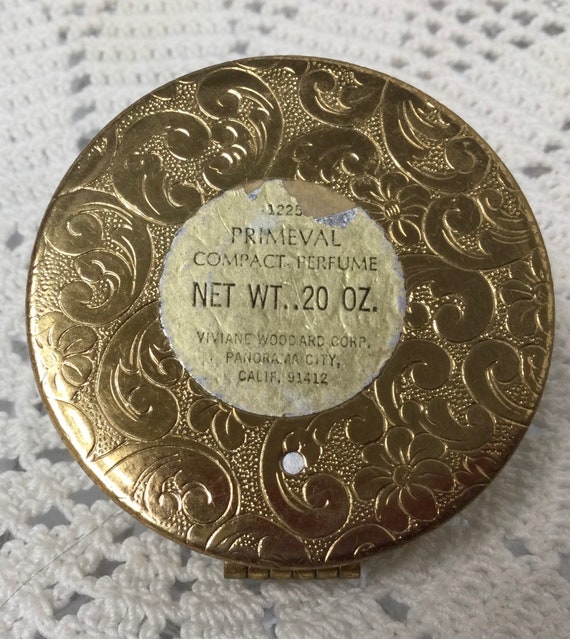 1225
PRIMEVAL
COMPACT PERFUME
NET WT..20 OZ.
VIVIANE WOODARD CORP.
PANORAMA CITY,
CALIF. 91412